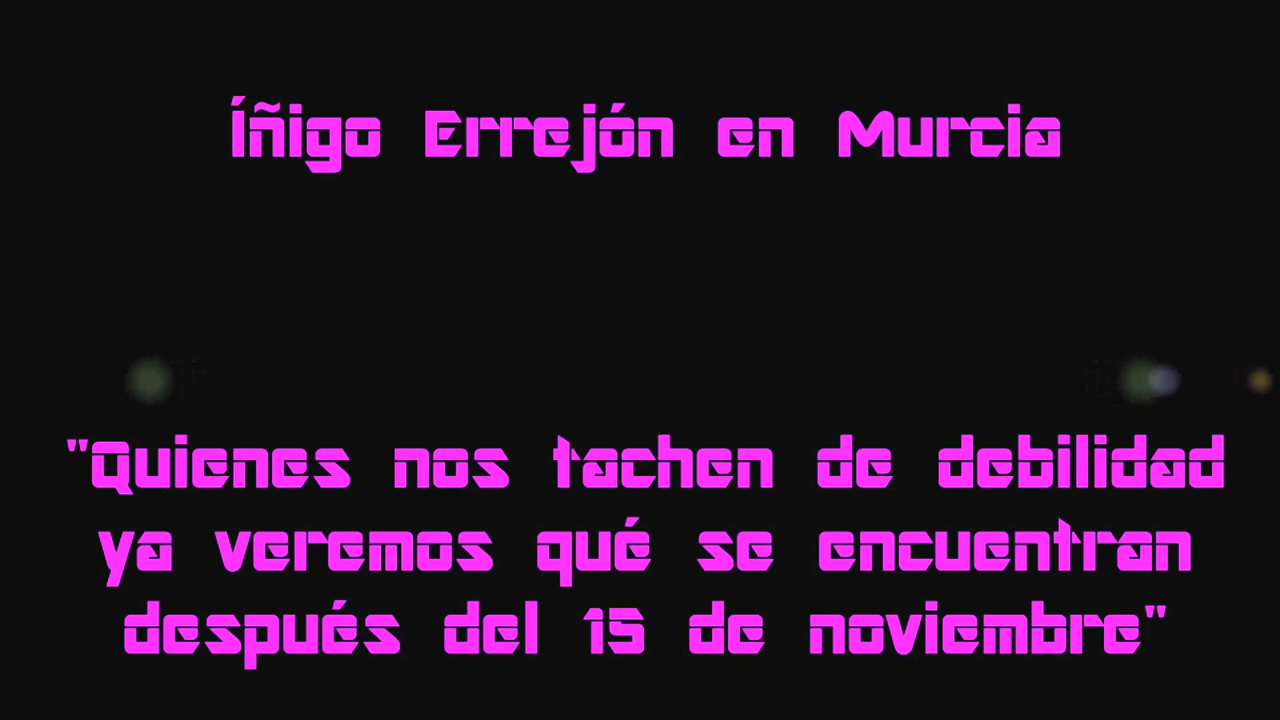 Íñigo Errejón en Murcia
"Quienes nos tachen de debilidad
ya veremos qué se encuentran
después del 15 de noviembre"